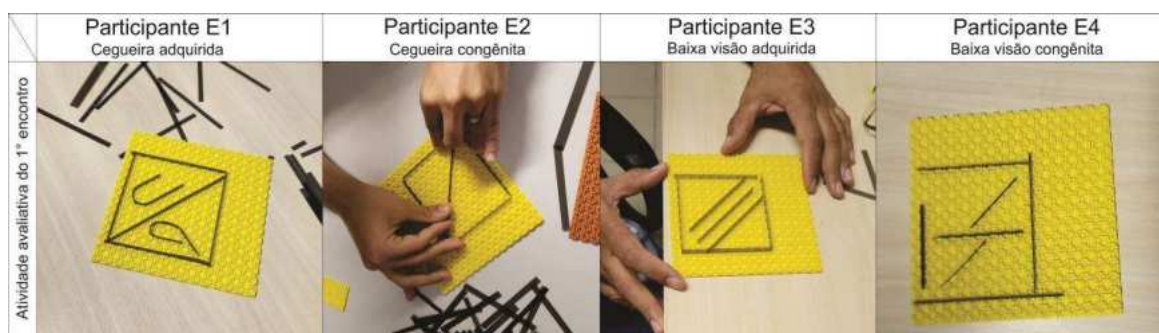 Participante E1
Cegueira adquirida
Participante E2
Cegueira congênita
Participante E3
Baixa visão adquirida
Participante E4
Baixa visão congênita
Atividade avaliativa do 1° encontro